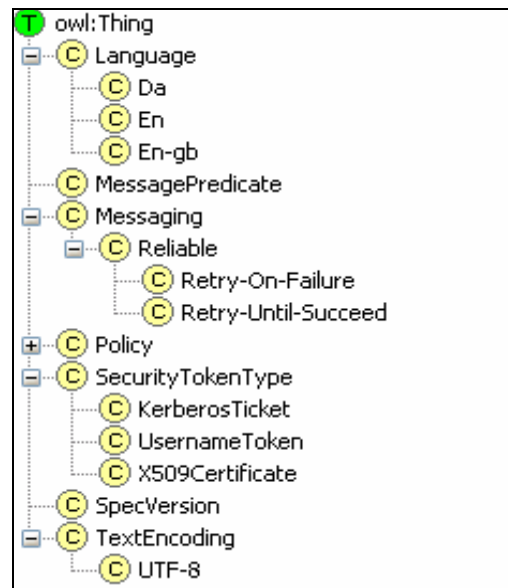 T owl:Thing
C Language
C Da
C En
C En-gb
C MessagePredicate
C Messaging
C Reliable
C Retry-On-Failure
C Retry-Until-Succeed
C Policy
C SecurityTokenType
C KerberosTicket
C UsernameToken
C X509Certificate
C SpecVersion
C TextEncoding
C UTF-8